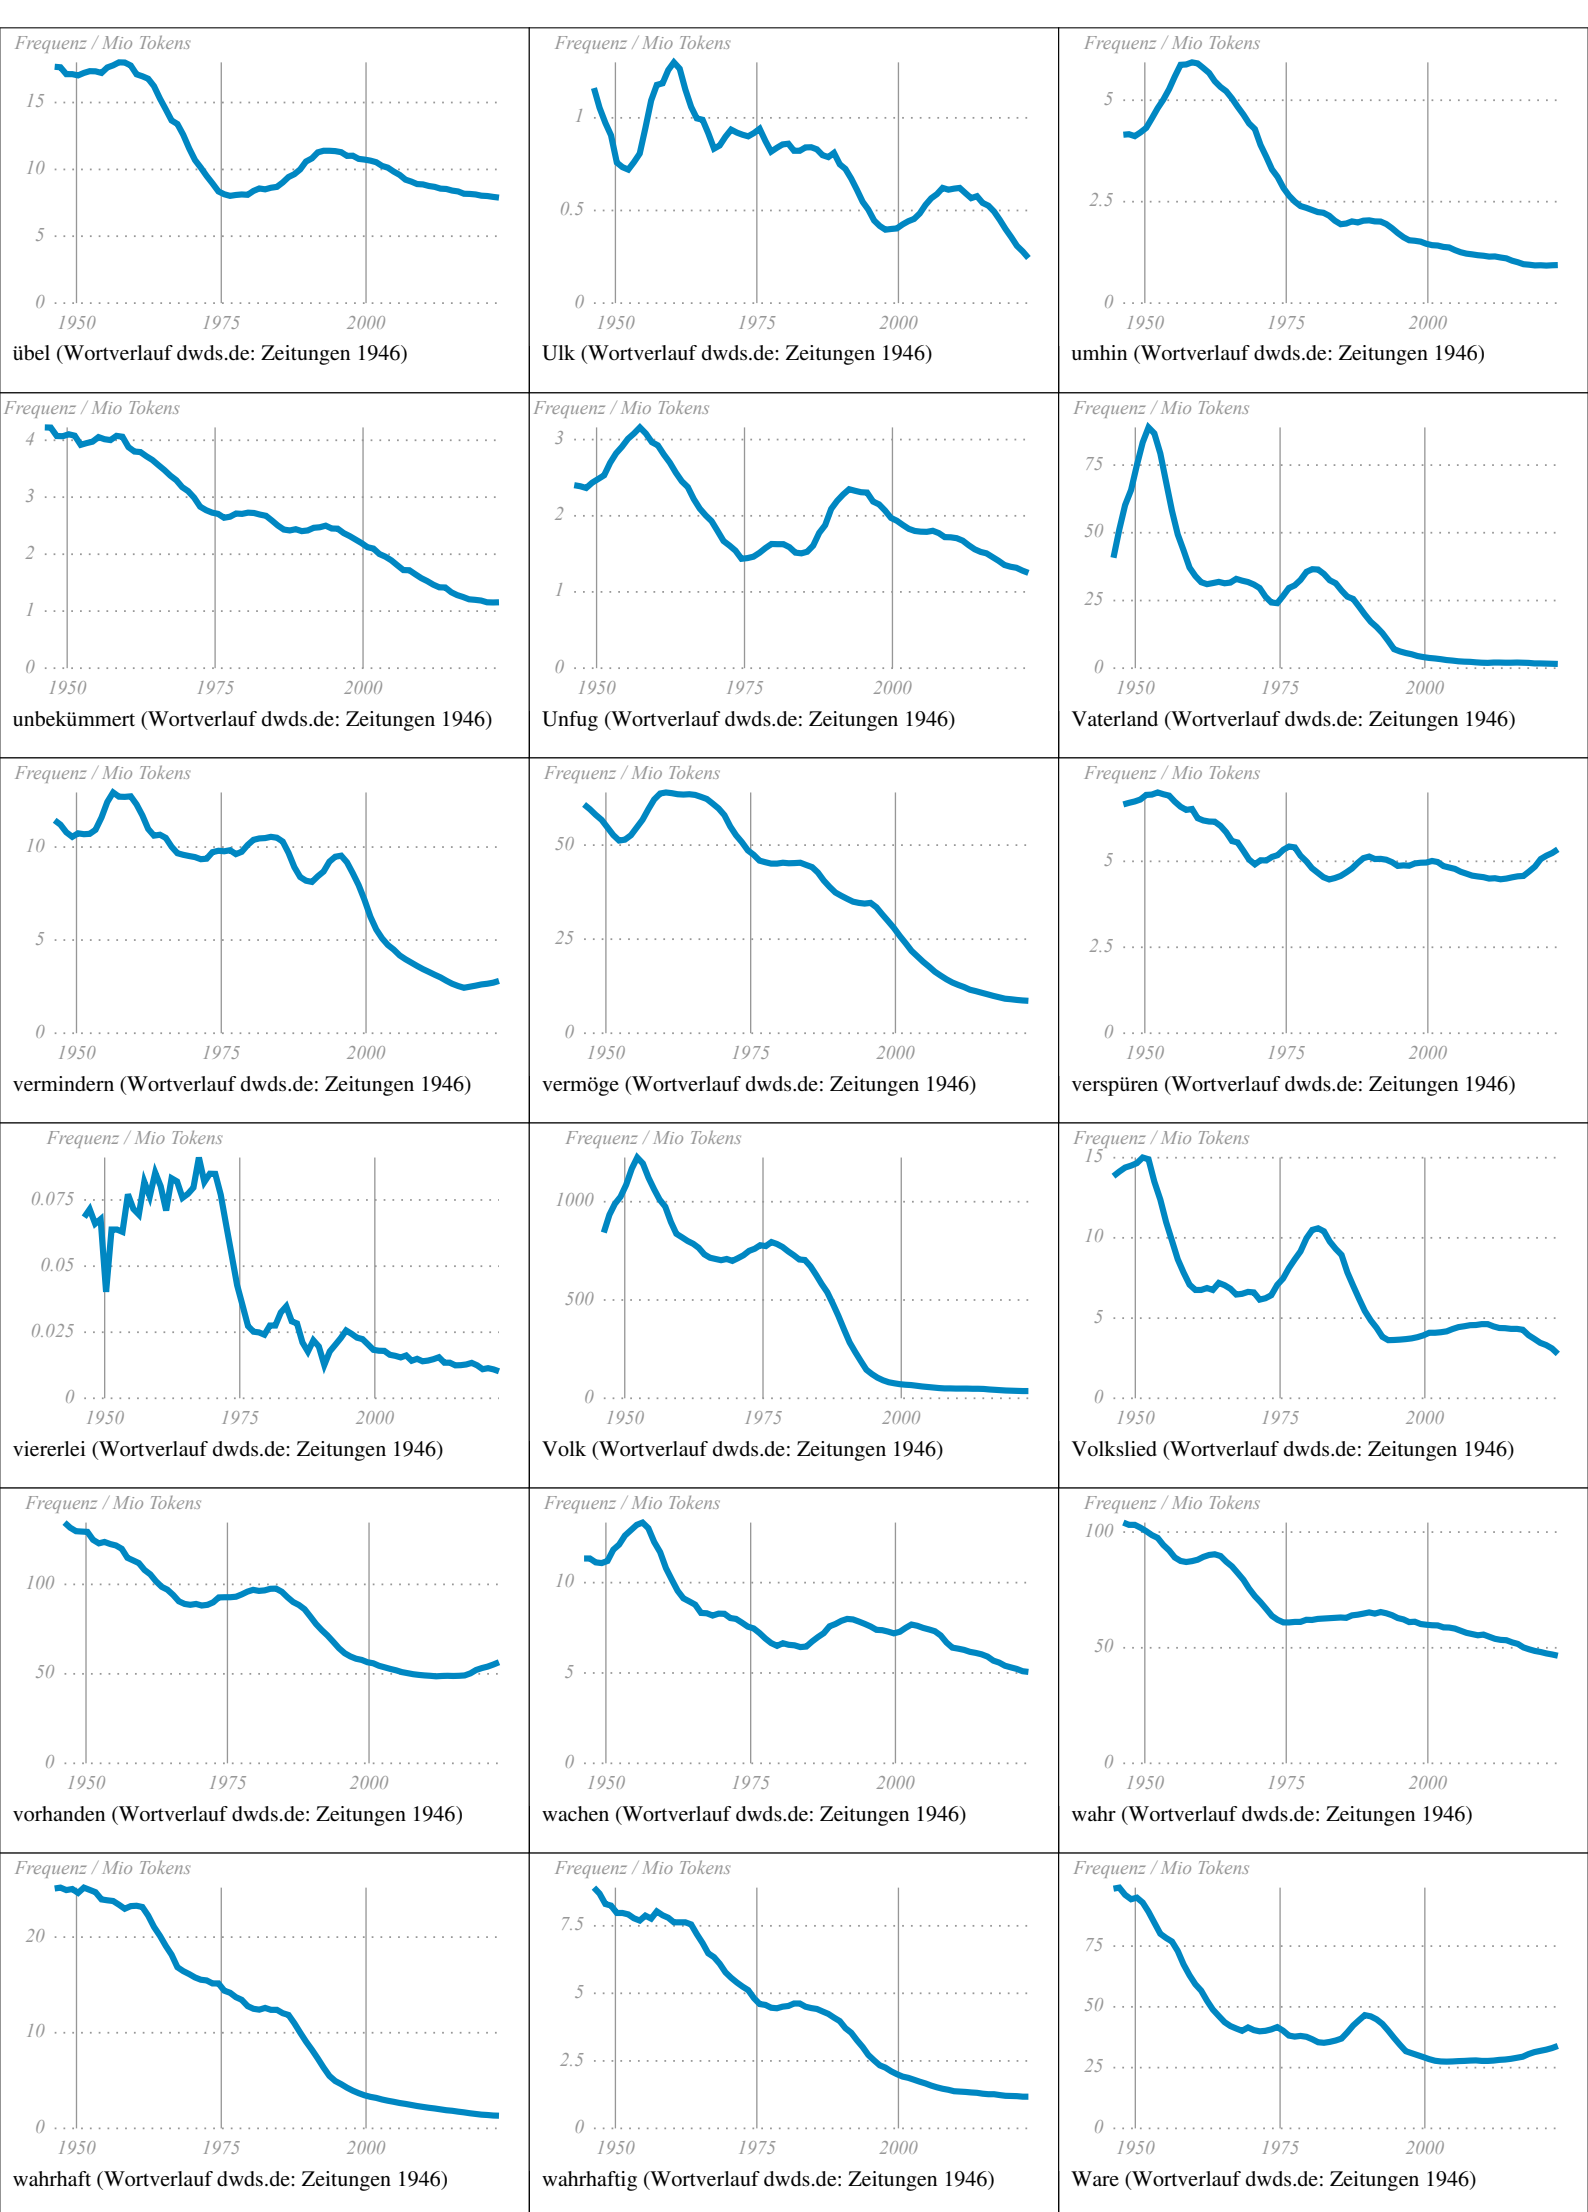 Frequenz / Mio Tokens
15
10
5
0
1950 1975 2000
übel (Wortverlauf dwds.de: Zeitungen 1946)
Frequenz / Mio Tokens
1
0.5
0
1950 1975 2000
Ulk (Wortverlauf dwds.de: Zeitungen 1946)
Frequenz / Mio Tokens
5
2.5
0
1950 1975 2000
umhin (Wortverlauf dwds.de: Zeitungen 1946)
Frequenz / Mio Tokens
4
3
2
1
0
1950 1975 2000
unbekümmert (Wortverlauf dwds.de: Zeitungen 1946)
Frequenz / Mio Tokens
3
2
1
0
1950 1975 2000
Unfug (Wortverlauf dwds.de: Zeitungen 1946)
Frequenz / Mio Tokens
75
50
25
0
1950 1975 2000
Vaterland (Wortverlauf dwds.de: Zeitungen 1946)
Frequenz / Mio Tokens
10
5
0
1950 1975 2000
vermindern (Wortverlauf dwds.de: Zeitungen 1946)
Frequenz / Mio Tokens
50
25
0
1950 1975 2000
vermöge (Wortverlauf dwds.de: Zeitungen 1946)
Frequenz / Mio Tokens
5
2.5
0
1950 1975 2000
verspüren (Wortverlauf dwds.de: Zeitungen 1946)
Frequenz / Mio Tokens
0.075
0.05
0.025
0
1950 1975 2000
viererlei (Wortverlauf dwds.de: Zeitungen 1946)
Frequenz / Mio Tokens
1000
500
0
1950 1975 2000
Volk (Wortverlauf dwds.de: Zeitungen 1946)
Frequenz / Mio Tokens
15
10
5
0
1950 1975 2000
Volkslied (Wortverlauf dwds.de: Zeitungen 1946)
Frequenz / Mio Tokens
100
50
0
1950 1975 2000
vorhanden (Wortverlauf dwds.de: Zeitungen 1946)
Frequenz / Mio Tokens
10
5
0
1950 1975 2000
wachen (Wortverlauf dwds.de: Zeitungen 1946)
Frequenz / Mio Tokens
100
50
0
1950 1975 2000
wahr (Wortverlauf dwds.de: Zeitungen 1946)
Frequenz / Mio Tokens
20
10
0
1950 1975 2000
wahrhaft (Wortverlauf dwds.de: Zeitungen 1946)
Frequenz / Mio Tokens
7.5
5
2.5
0
1950 1975 2000
wahrhaftig (Wortverlauf dwds.de: Zeitungen 1946)
Frequenz / Mio Tokens
75
50
25
0
1950 1975 2000
Ware (Wortverlauf dwds.de: Zeitungen 1946)